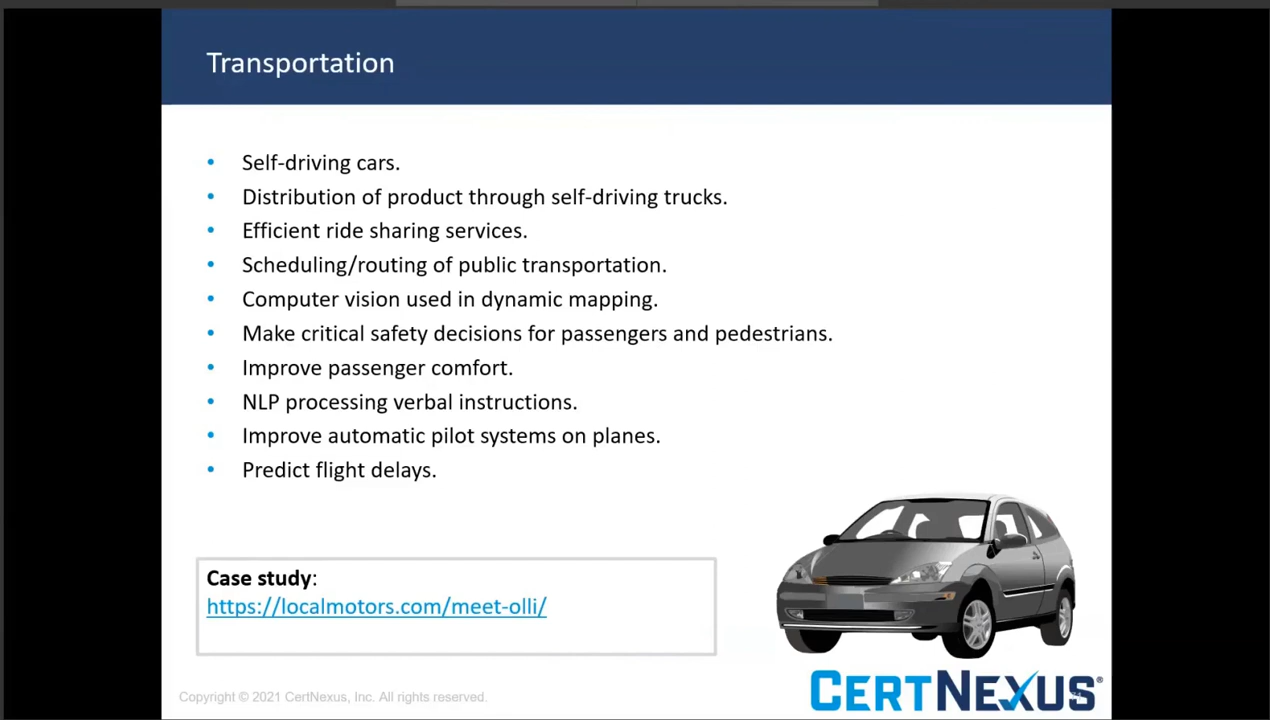 Transportation
• Self-driving cars.
• Distribution of product through self-driving trucks.
• Efficient ride sharing services.
• Scheduling/routing of public transportation.
• Computer vision used in dynamic mapping.
• Make critical safety decisions for passengers and pedestrians.
• Improve passenger comfort.
• NLP processing verbal instructions.
• Improve automatic pilot systems on planes.
• Predict flight delays.
Case study:
https://localmotors.com/meet-olli/
Copyright © 2021 CertNexus, Inc. All rights reserved.
CERTNEXUS®